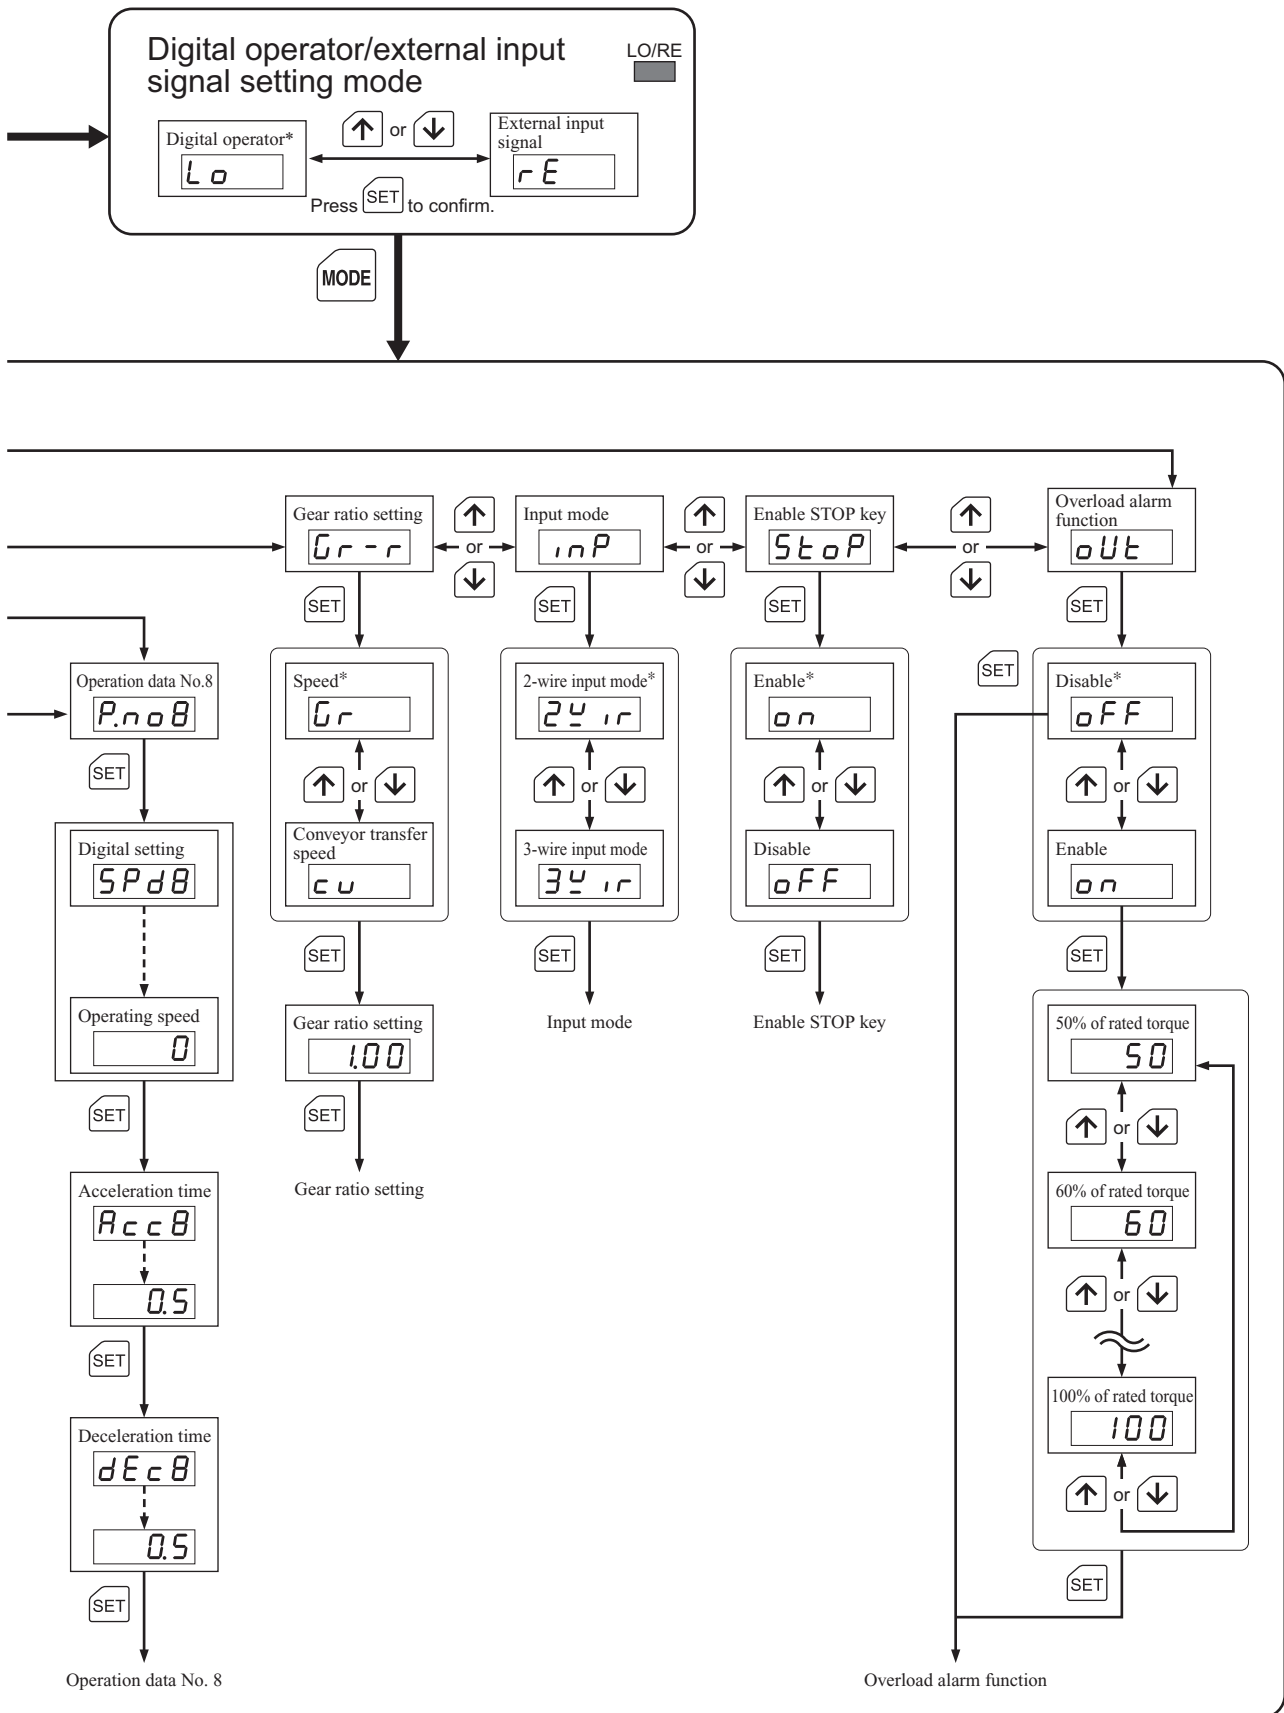 Digital operator/external input
signal setting mode
LO/RE
Digital operator*
Lo
or
External input
signal
rE
Press SET to confirm.
MODE
Gear ratio setting
Gr-r
or
Input mode
inP
or
Enable STOP key
StoP
or
Overload alarm
function
oUt
SET
SET
SET
SET
Operation data No.8
P.no8
SET
Digital setting
SPd8
Operating speed
0
SET
Acceleration time
Acc8
0.5
SET
Deceleration time
dEc8
0.5
SET
Operation data No. 8
Speed*
Gr
or
Conveyor transfer
speed
cv
SET
Gear ratio setting
1.00
SET
Gear ratio setting
2-wire input mode*
2wir
or
3-wire input mode
3wir
SET
Input mode
Enable*
on
or
Disable
oFF
SET
Enable STOP key
SET
Disable*
oFF
or
Enable
on
SET
50% of rated torque
50
or
60% of rated torque
60
or
100% of rated torque
100
or
SET
Overload alarm function